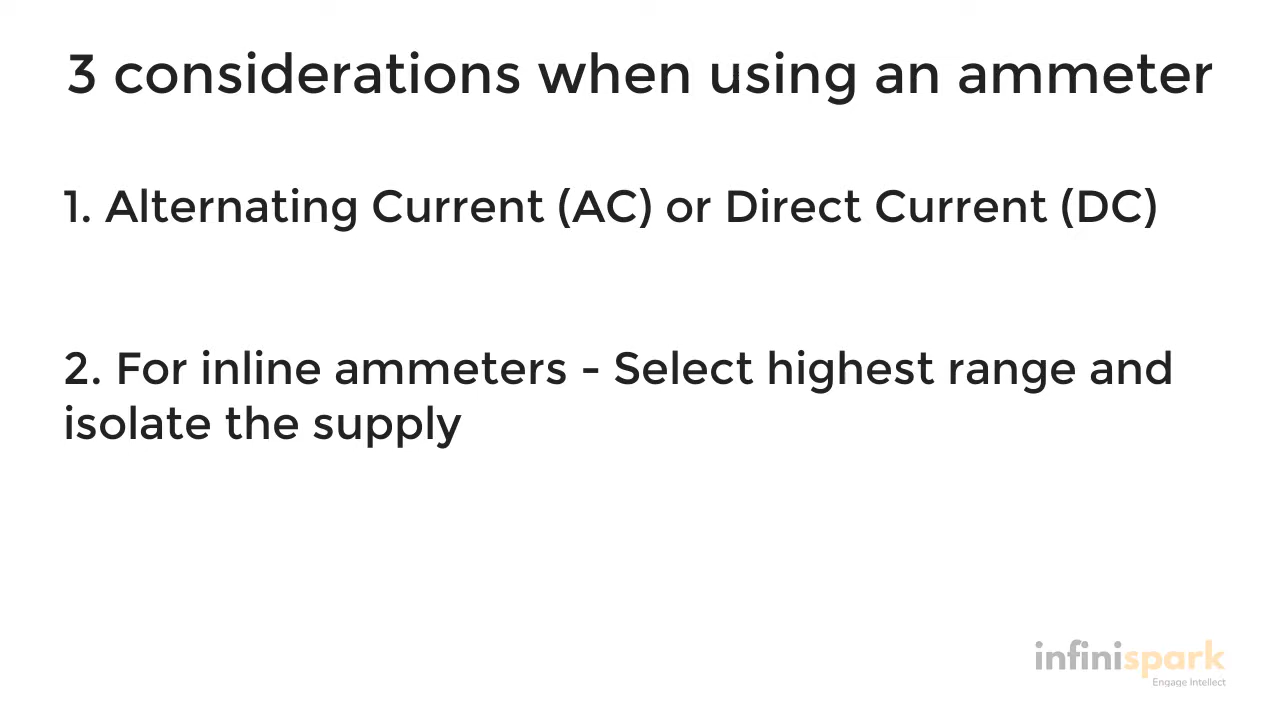 3 considerations when using an ammeter
1. Alternating Current (AC) or Direct Current (DC)
2. For inline ammeters - Select highest range and
isolate the supply
infinispark
Engage Intellect